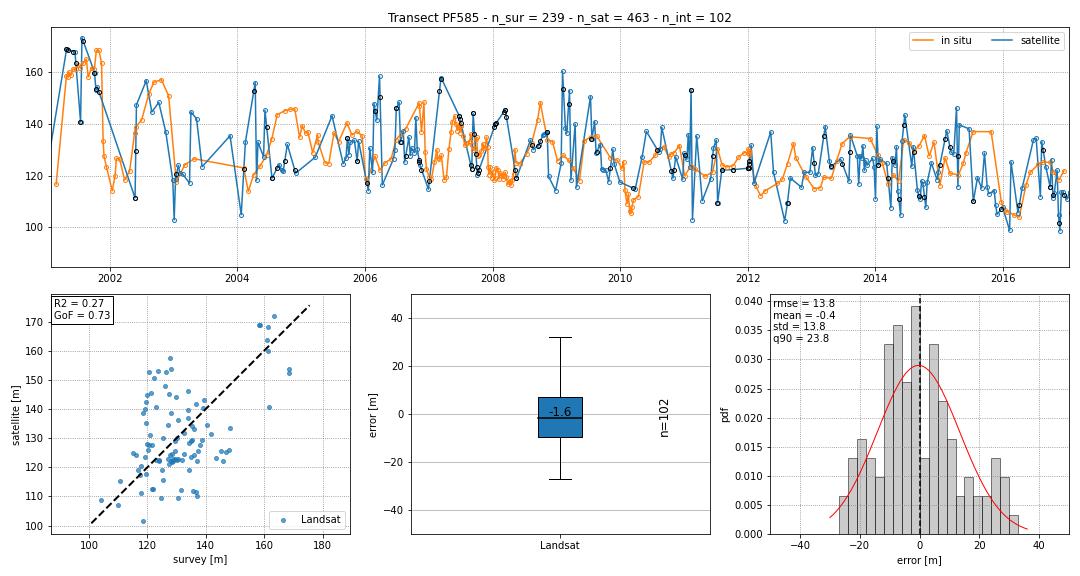 Transect PF585 - n_sur = 239 - n_sat = 463 - n_int = 102
in situ
satellite
160
140
120
100
2002
2004
2006
2008
2010
2012
2014
2016
R2 = 0.27
GoF = 0.73
170
160
150
140
130
120
110
100
satellite [m]
Landsat
100
120
140
160
180
survey [m]
40
20
0
−20
−40
error [m]
-1.6
n=102
Landsat
rmse = 13.8
mean = -0.4
std = 13.8
q90 = 23.8
0.040
0.035
0.030
0.025
0.020
0.015
0.010
0.005
0.000
pdf
−40
−20
0
20
40
error [m]